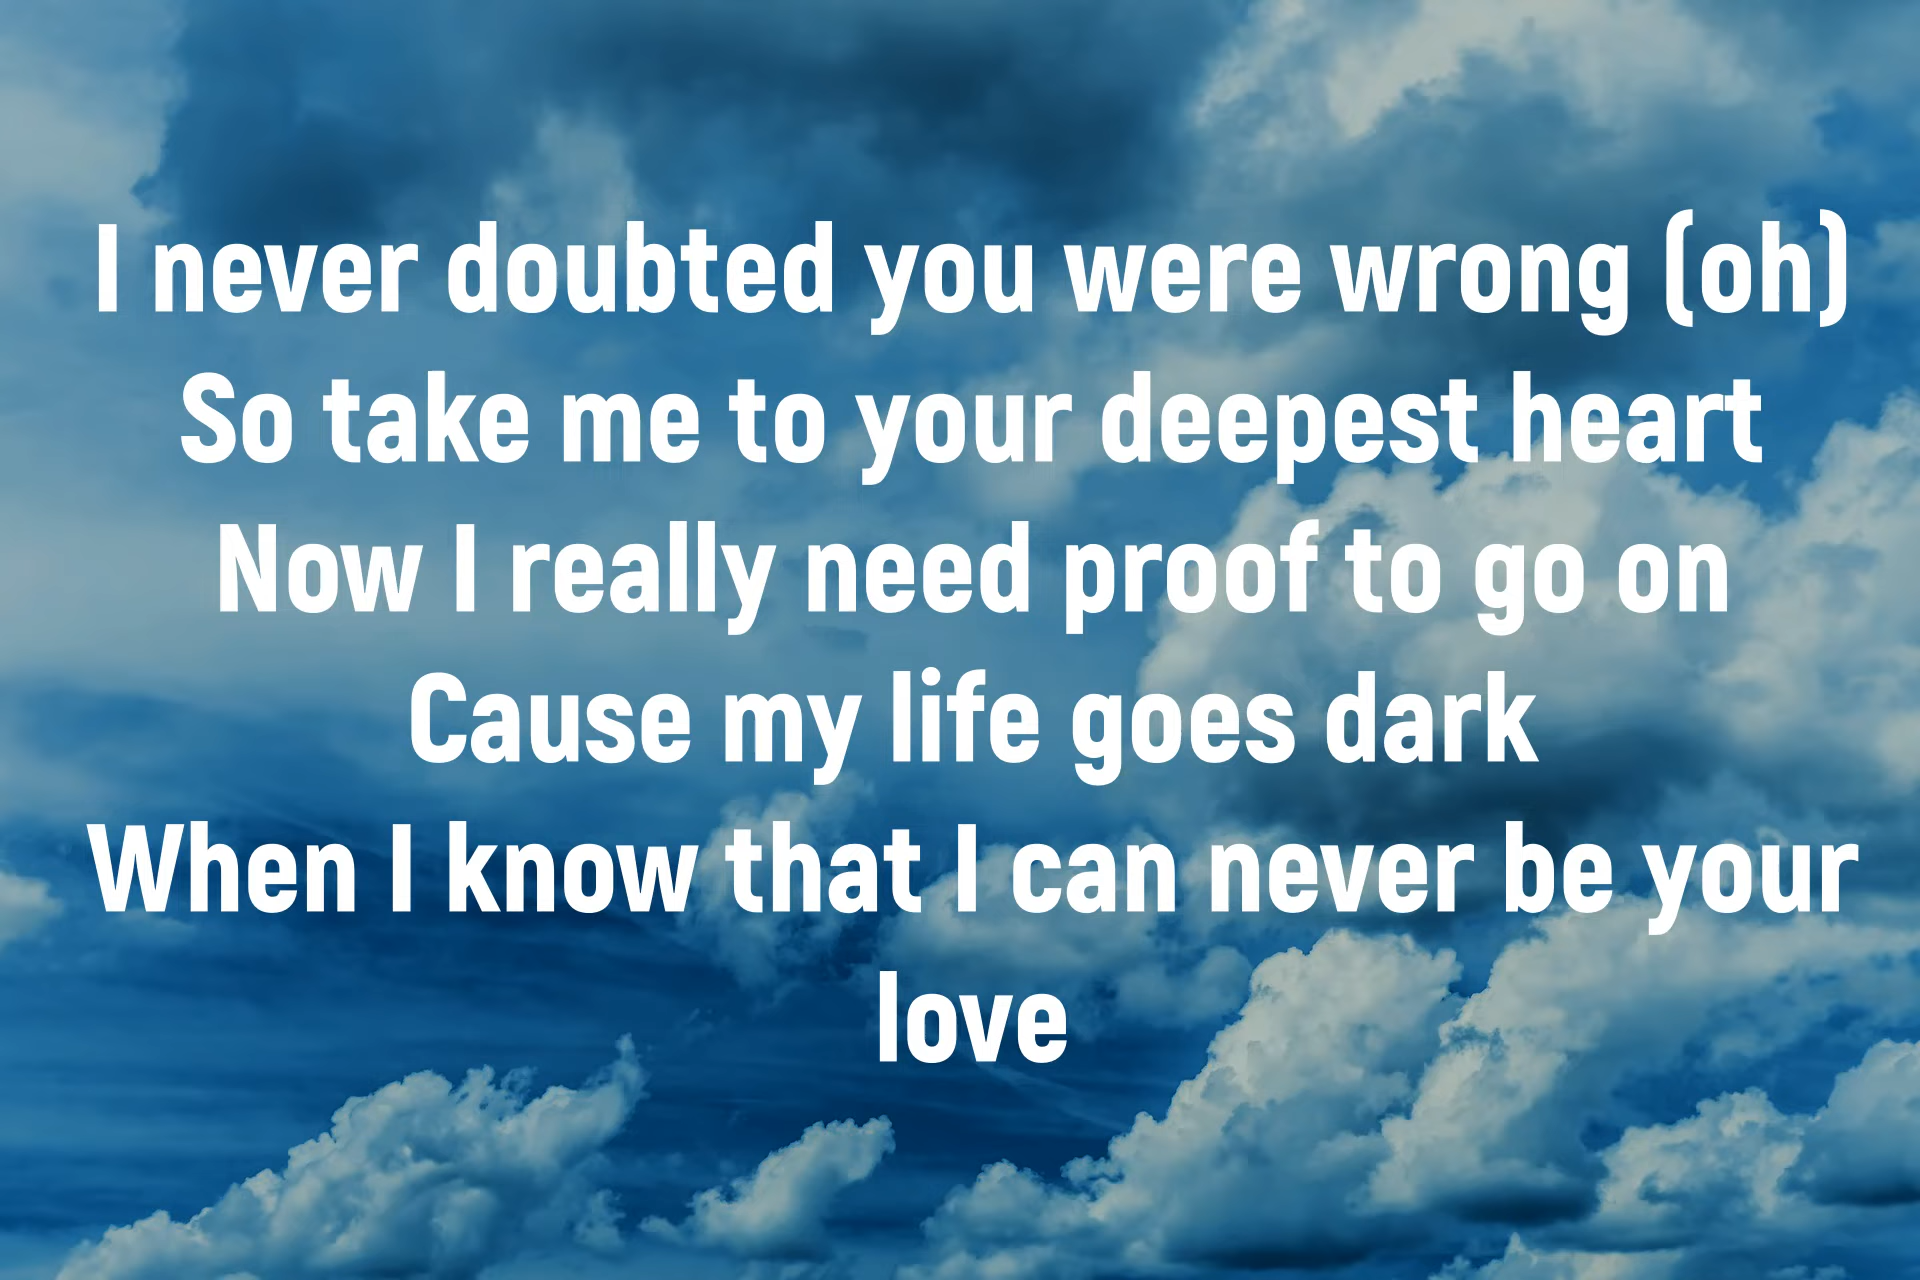 I never doubted you were wrong (oh)
So take me to your deepest heart
Now I really need proof to go on
Cause my life goes dark
When I know that I can never be your
love